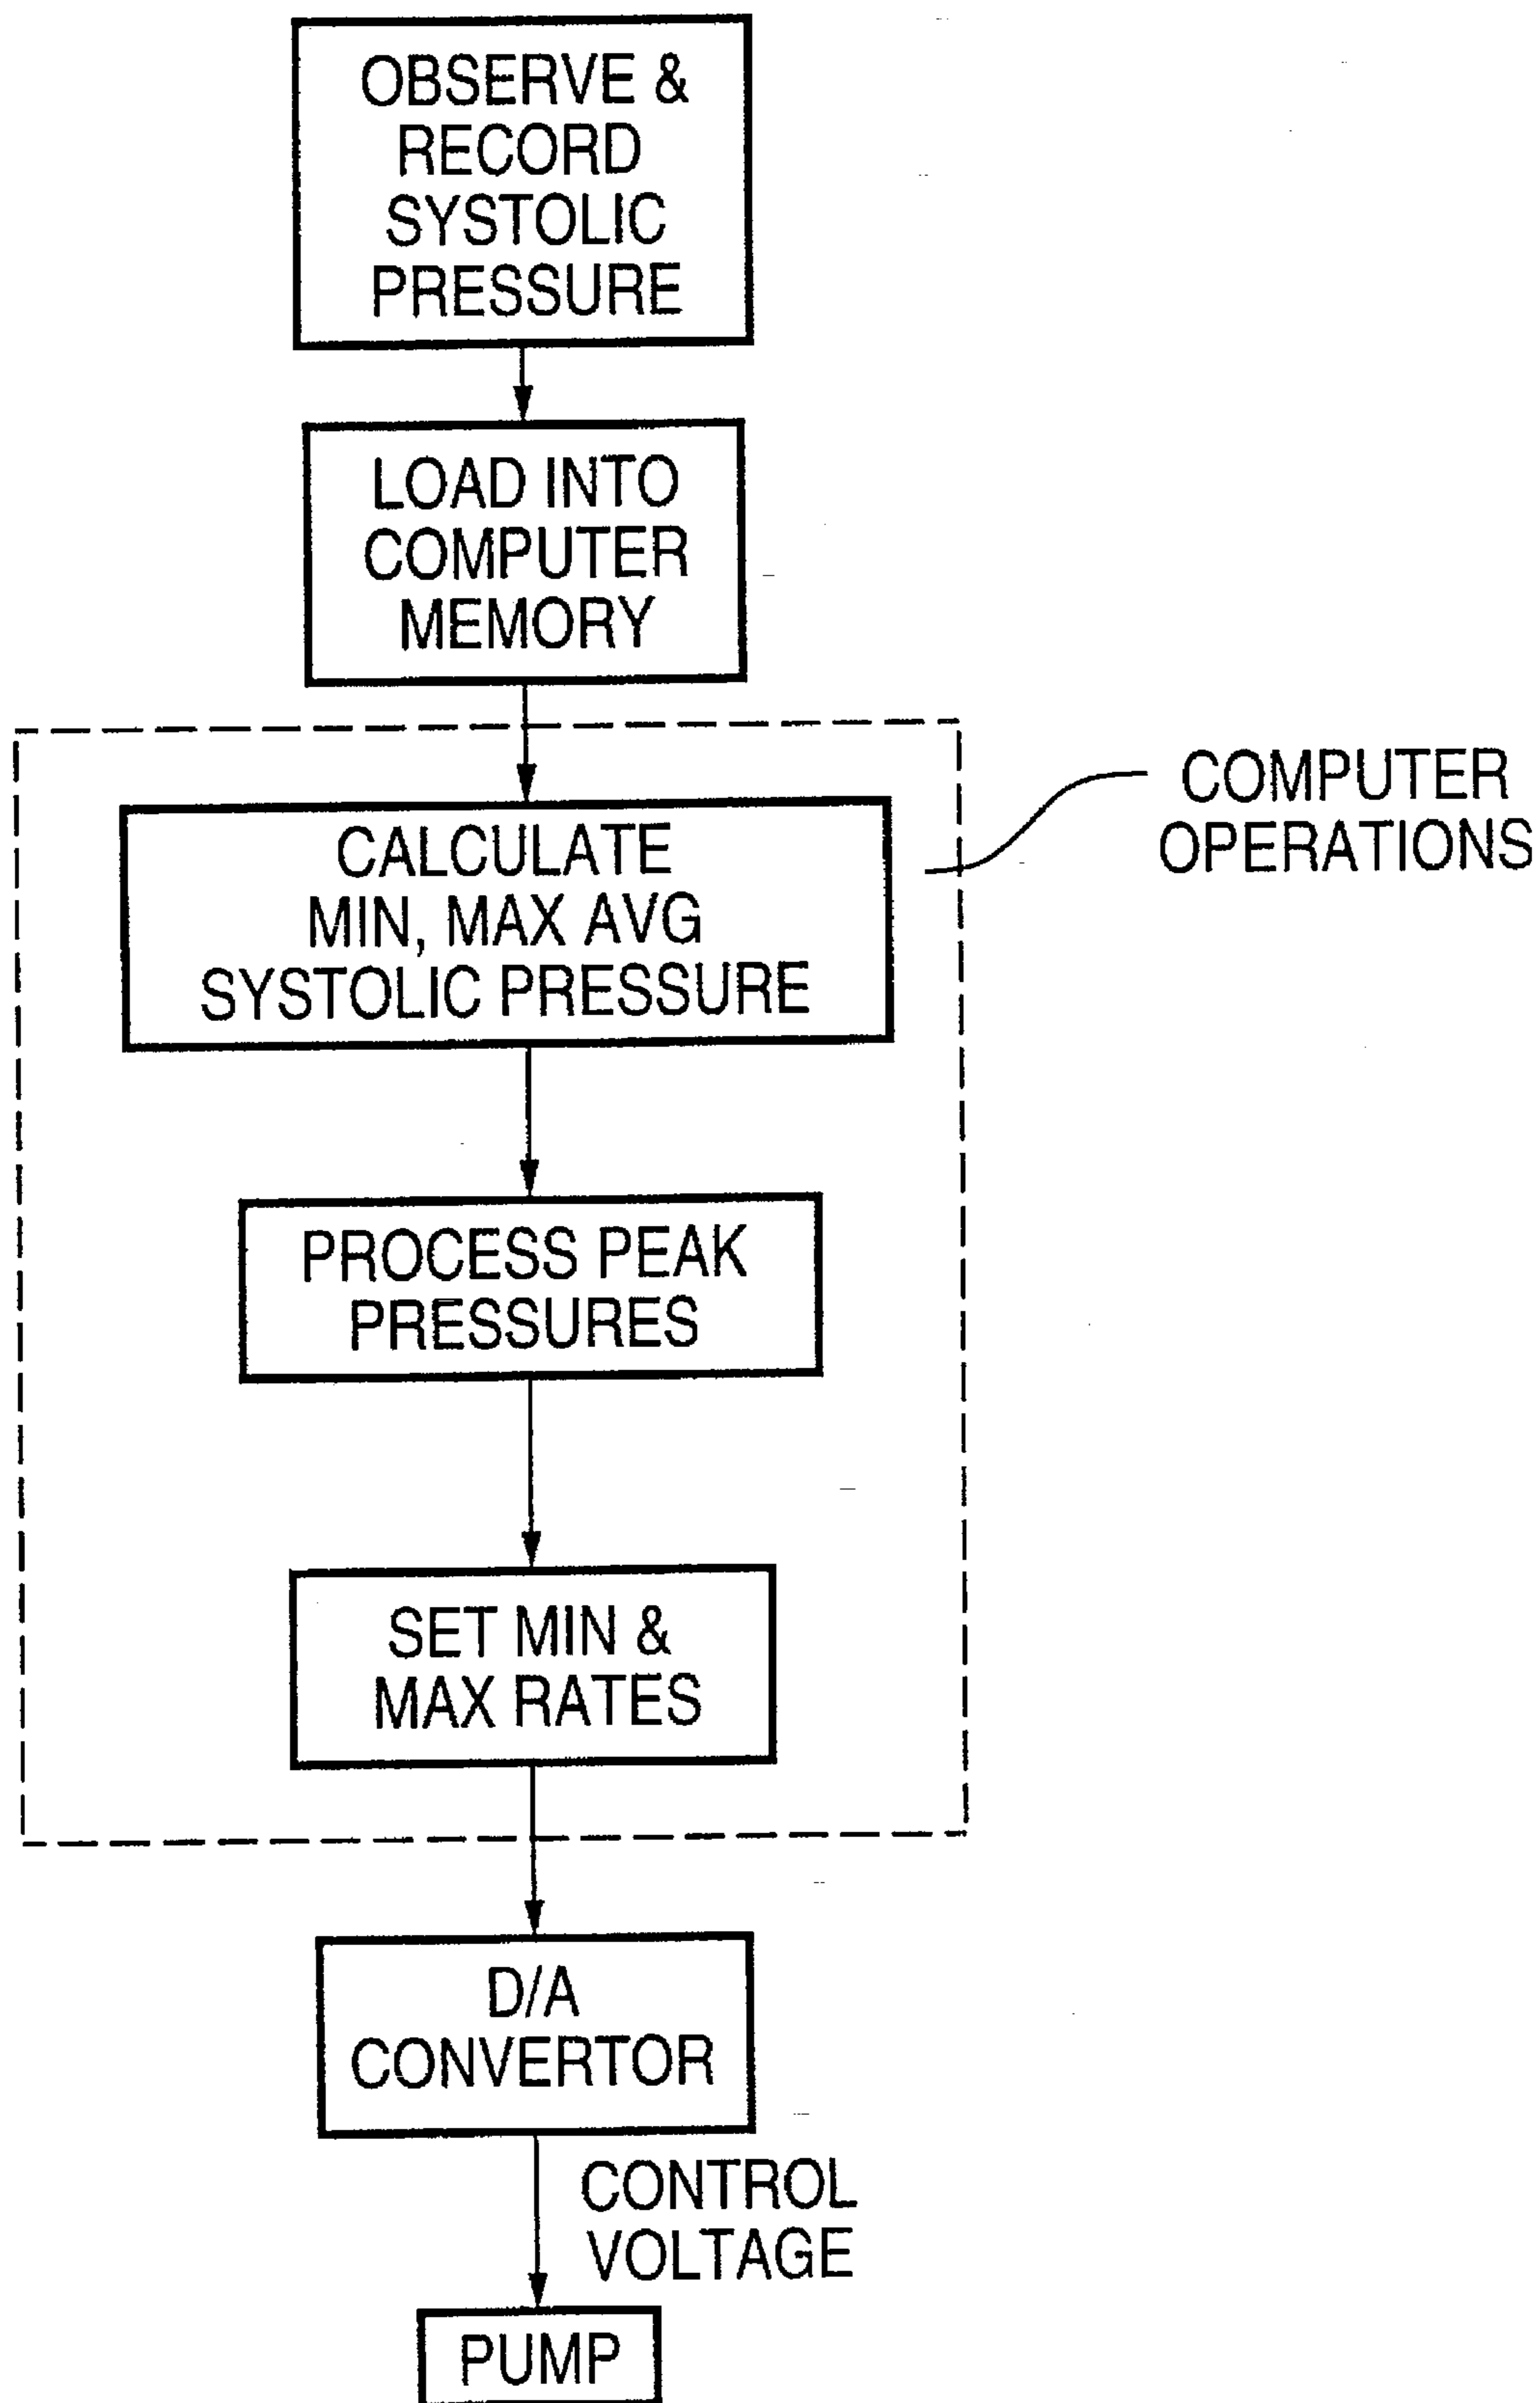 OBSERVE &
RECORD
SYSTOLIC
PRESSURE
LOAD INTO
COMPUTER
MEMORY
COMPUTER
OPERATIONS
CALCULATE
MIN, MAX AVG
SYSTOLIC PRESSURE
PROCESS PEAK
PRESSURES
SET MIN &
MAX RATES
D/A
CONVERTOR
CONTROL
VOLTAGE
PUMP